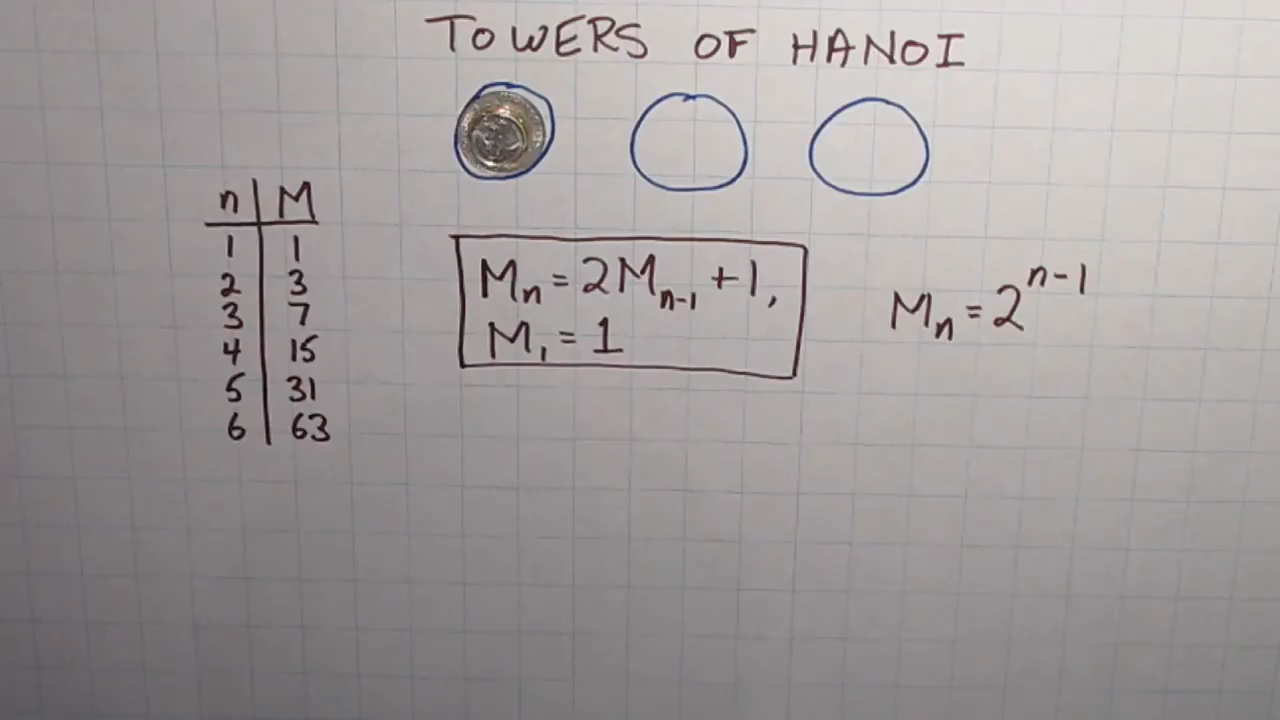 TOWERS OF HANOI
n M
1 1
2 3
3 7
4 15
5 31
6 63
Mₙ = 2Mₙ₋₁ + 1,
M₁ = 1
Mₙ = 2ⁿ⁻¹